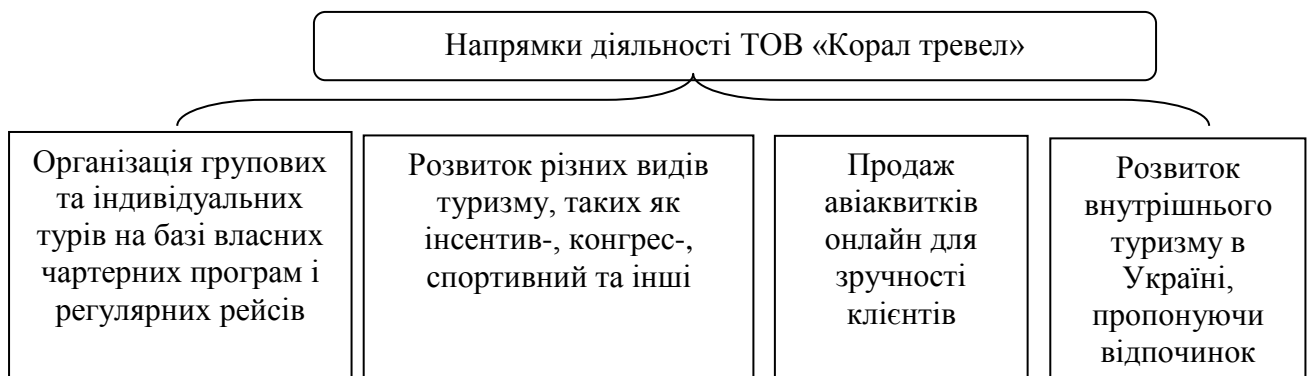 Напрямки діяльності ТОВ «Корал тревел»
Організація групових
та індивідуальних
турів на базі власних
чартерних програм і
регулярних рейсів
Розвиток різних видів
туризму, таких як
інсентив-, конгрес-,
спортивний та інші
Продаж
авіаквитків
онлайн для
зручності
клієнтів
Розвиток
внутрішнього
туризму в
Україні,
пропонуючи
відпочинок